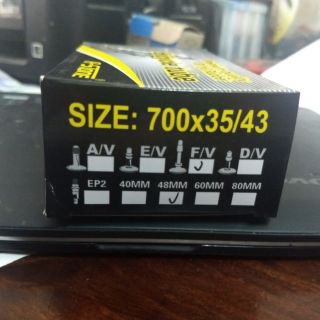 SIZE: 700x35/43
A/V E/V F/V D/V
EP2 40MM 48MM 60MM 80MM